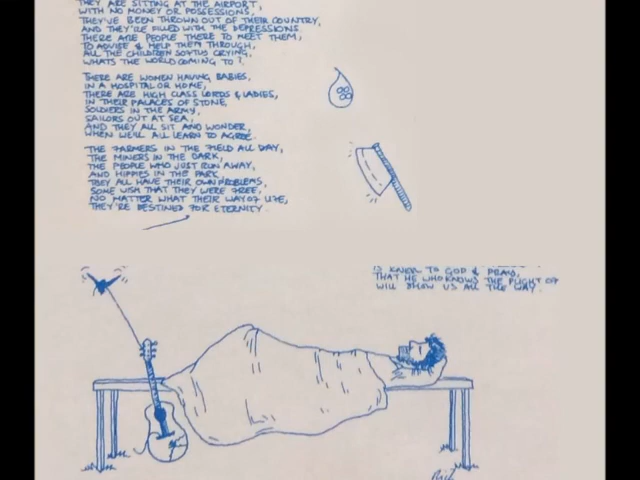 THEY ARE SITTING AT THE AIRPORT,
WITH NO MONEY OR POSSESSIONS,
THEY'VE BEEN THROWN OUT OF THEIR COUNTRY,
AND THEY'RE FILLED WITH THE DEPRESSIONS.
THERE ARE PEOPLE THERE TO MEET THEM,
TO ADVISE & HELP THEM THROUGH,
ALL THE CHILDREN CRYING,
WHATS THE WORLD COMING TO?
THERE ARE WOMEN HAVING BABIES,
IN A HOSPITAL OR HOME,
THERE ARE HIGH CLASS LORDS & LADIES,
IN THEIR PALACES OF STONE,
SOLDIERS IN THE ARMY,
SAILORS OUT AT SEA,
AND THEY ALL SIT AND WONDER,
WHEN WE'LL ALL LEARN TO AGREE.
THE FARMERS IN THE FIELD ALL DAY,
THE MINERS IN THE DARK,
THE PEOPLE WHO JUST RUN AWAY,
AND HIPPIES IN THE PARK,
THEY ALL HAVE THEIR OWN PROBLEMS,
SOME WISH THAT THEY WERE FREE,
NO MATTER WHAT THEIR WAY OF LIFE,
THEY'RE DESTINED FOR ETERNITY.
IS KNEEL TO GOD & PRAY,
THAT HE WHO KNOWS THE PLIGHT OF
WILL SHOW US ALL THE WAY.